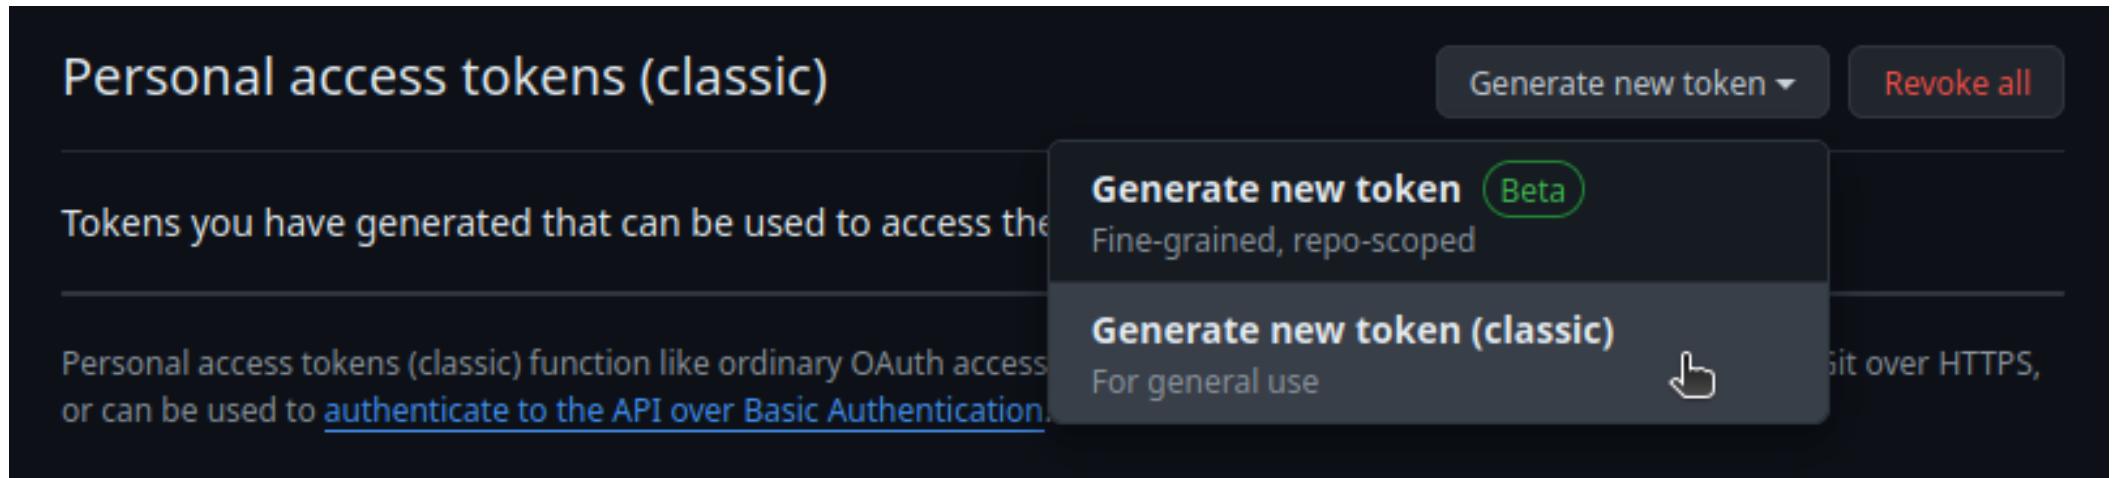 Personal access tokens (classic)
Generate new token
Revoke all
Generate new token Beta
Fine-grained, repo-scoped
Generate new token (classic)
For general use
Tokens you have generated that can be used to access the
Personal access tokens (classic) function like ordinary OAuth access Git over HTTPS,
or can be used to authenticate to the API over Basic Authentication.